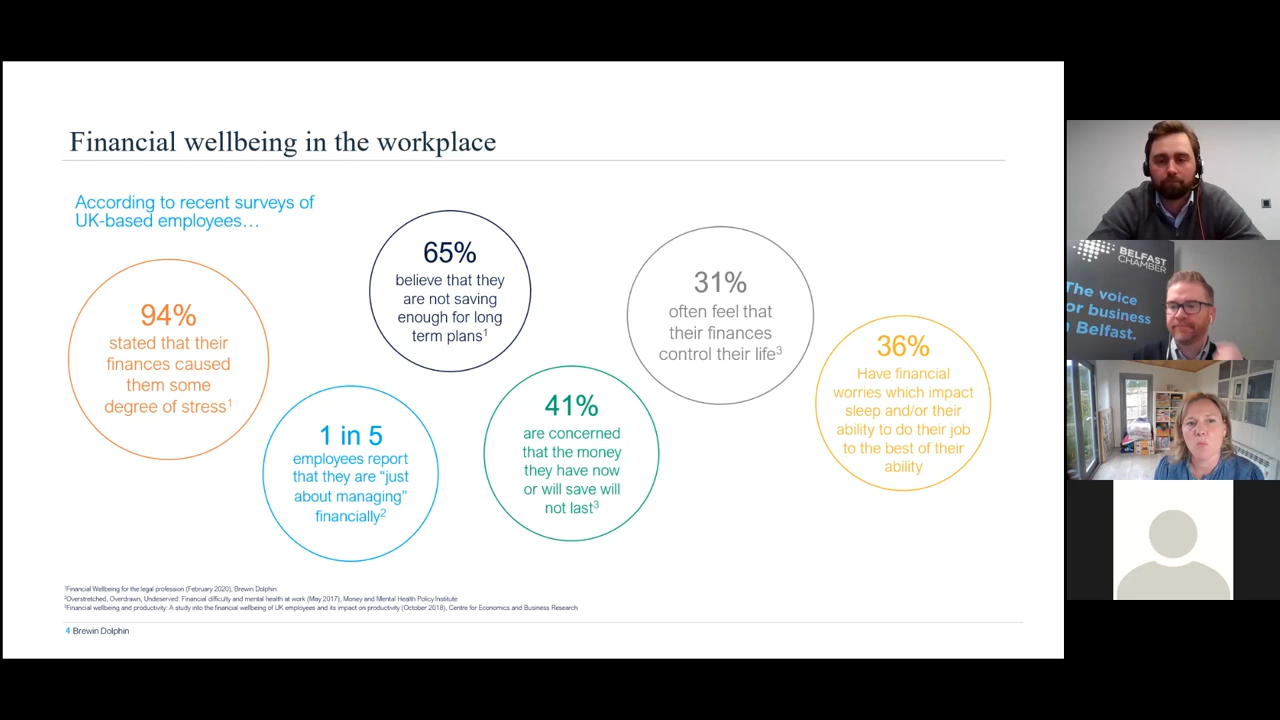 Financial wellbeing in the workplace
According to recent surveys of
UK-based employees…
94%
stated that their
finances caused
them some
degree of stress¹
1 in 5
employees report
that they are “just
about managing”
financially²
65%
believe that they
are not saving
enough for long
term plans¹
41%
are concerned
that the money
they have now
or will save will
not last³
31%
often feel that
their finances
control their life³
36%
Have financial
worries which impact
sleep and/or their
ability to do their job
to the best of their
ability
¹Financial Wellbeing for the legal profession (February 2020), Brewin Dolphin
²Overstretched, Overdrawn, Undeserved: Financial difficulty and mental health at work (May 2017), Money and Mental Health Policy Institute
³Financial wellbeing and productivity: A study into the financial wellbeing of UK employees and its impact on productivity (October 2018), Centre for Economics and Business Research
4 Brewin Dolphin
BELFAST
CHAMBER
The voice
or business
n Belfast.